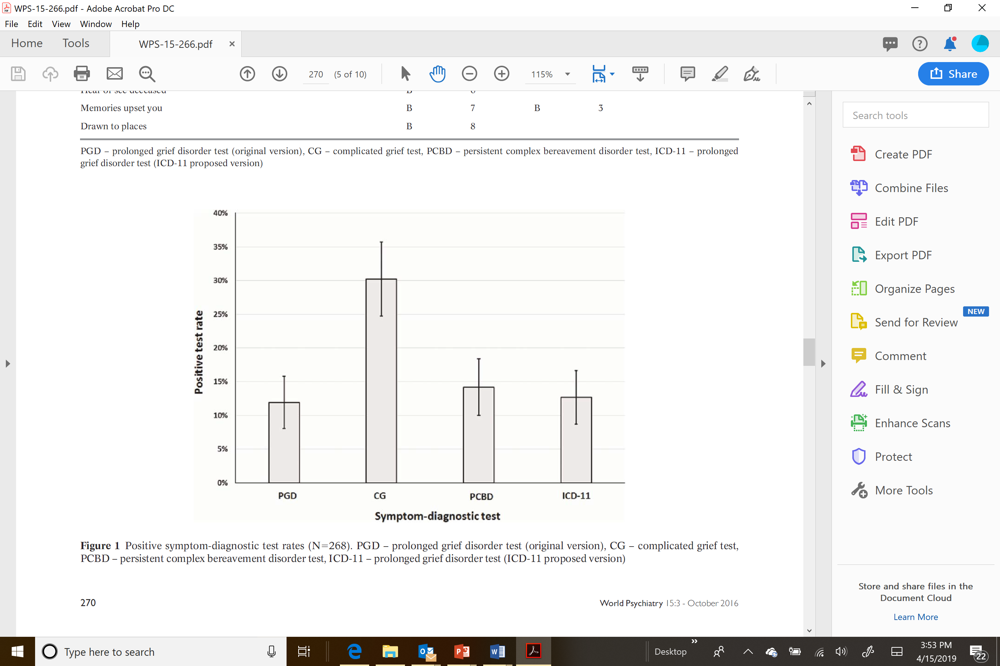 WPS-15-266.pdf - Adobe Acrobat Pro DC
File Edit View Window Help
Home Tools WPS-15-266.pdf ×
270 (5 of 10) 115% Share
Hear or see deceased B 6
Memories upset you B 7 B 3
Drawn to places B 8
PGD – prolonged grief disorder test (original version), CG – complicated grief test, PCBD – persistent complex bereavement disorder test, ICD-11 – prolonged
grief disorder test (ICD-11 proposed version)
40%
35%
30%
25%
20%
15%
10%
5%
0%
Positive test rate
PGD CG PCBD ICD-11
Symptom-diagnostic test
Figure 1 Positive symptom-diagnostic test rates (N=268). PGD – prolonged grief disorder test (original version), CG – complicated grief test,
PCBD – persistent complex bereavement disorder test, ICD-11 – prolonged grief disorder test (ICD-11 proposed version)
270 World Psychiatry 15:3 - October 2016
Search tools
Create PDF
Combine Files
Edit PDF
Export PDF
Organize Pages
NEW
Send for Review
Comment
Fill & Sign
Enhance Scans
Protect
More Tools
Store and share files in the
Document Cloud
Learn More
Type here to search
Desktop
3:53 PM
4/15/2019
22